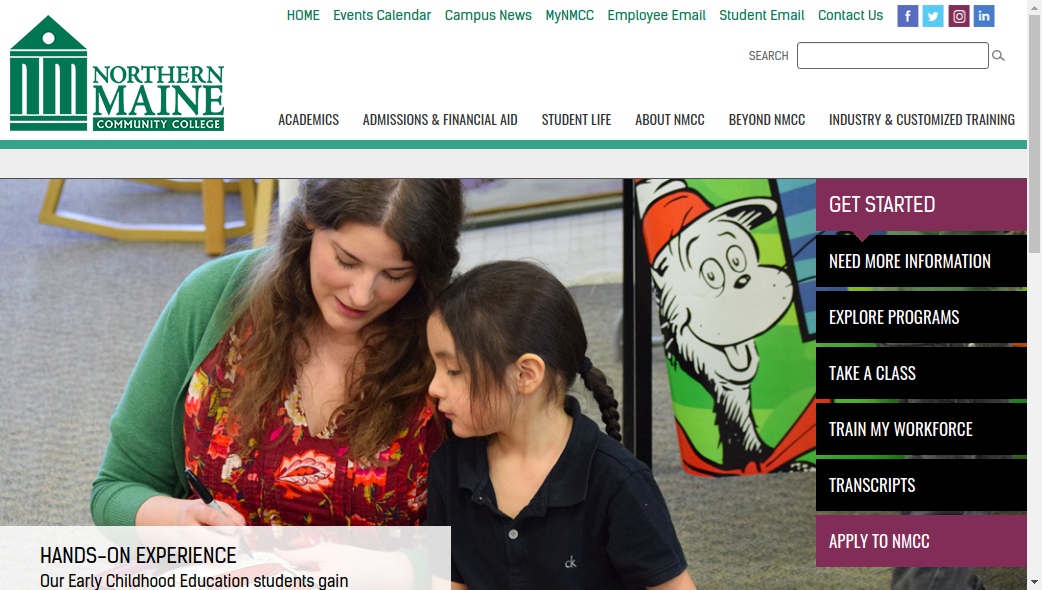 HOME Events Calendar Campus News MyNMCC Employee Email Student Email Contact Us
SEARCH
NORTHERN
MAINE
COMMUNITY COLLEGE
ACADEMICS ADMISSIONS & FINANCIAL AID STUDENT LIFE ABOUT NMCC BEYOND NMCC INDUSTRY & CUSTOMIZED TRAINING
GET STARTED
NEED MORE INFORMATION
EXPLORE PROGRAMS
TAKE A CLASS
TRAIN MY WORKFORCE
TRANSCRIPTS
APPLY TO NMCC
HANDS-ON EXPERIENCE
Our Early Childhood Education students gain
ck